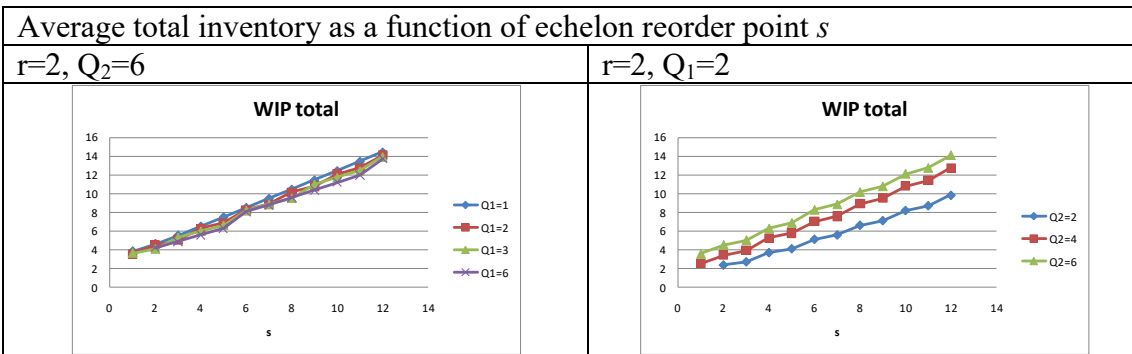 Average total inventory as a function of echelon reorder point s
r=2, Q₂=6
r=2, Q₁=2
WIP total
16
14
12
10
8
6
4
2
0
0 2 4 6 8 10 12 14
s
Q1=1
Q1=2
Q1=3
Q1=6
WIP total
16
14
12
10
8
6
4
2
0
0 2 4 6 8 10 12 14
s
Q2=2
Q2=4
Q2=6